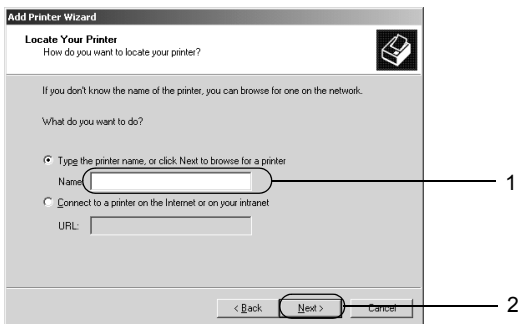 Add Printer Wizard
Locate Your Printer
How do you want to locate your printer?
If you don't know the name of the printer, you can browse for one on the network.
What do you want to do?
Type the printer name, or click Next to browse for a printer
Name
1
Connect to a printer on the Internet or on your intranet
URL:
< Back Next > Cancel
2